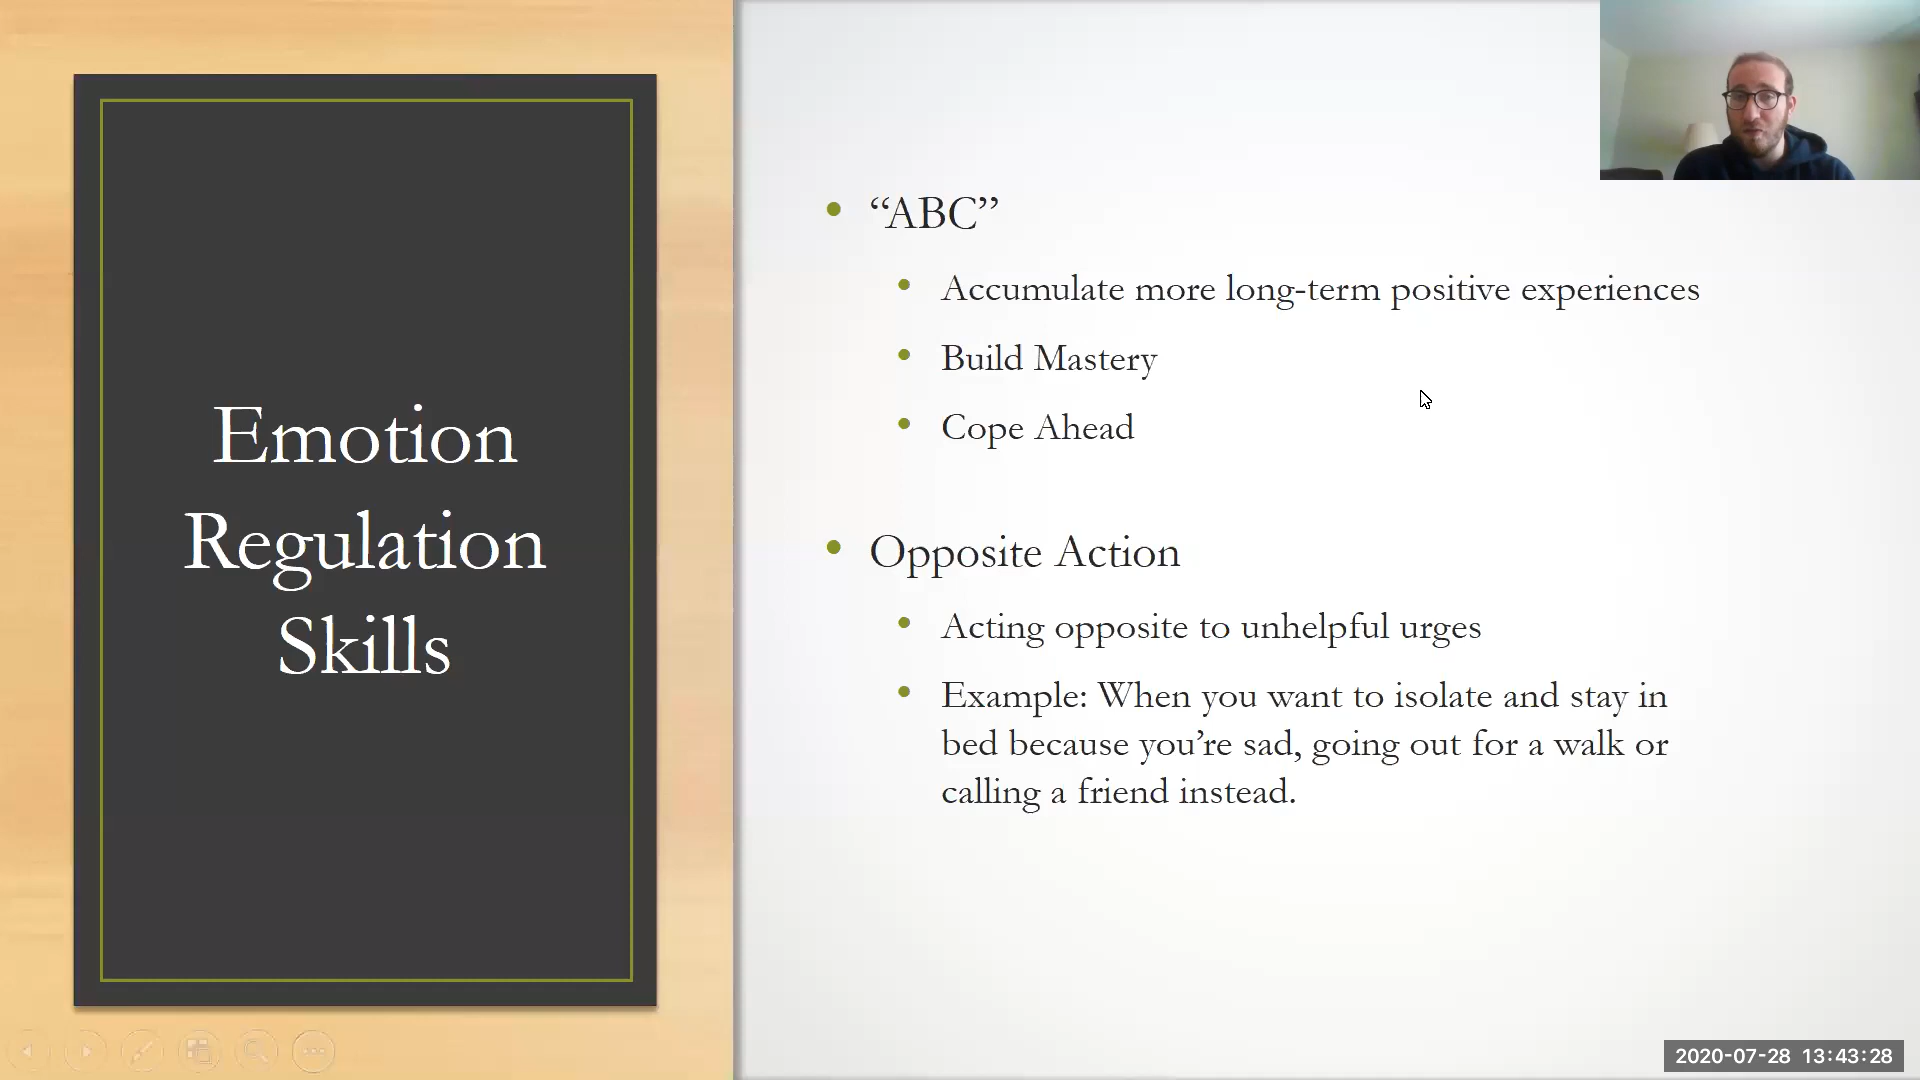 Emotion
Regulation
Skills
“ABC”
Accumulate more long-term positive experiences
Build Mastery
Cope Ahead
Opposite Action
Acting opposite to unhelpful urges
Example: When you want to isolate and stay in
bed because you’re sad, going out for a walk or
calling a friend instead.
2020-07-28 13:43:28